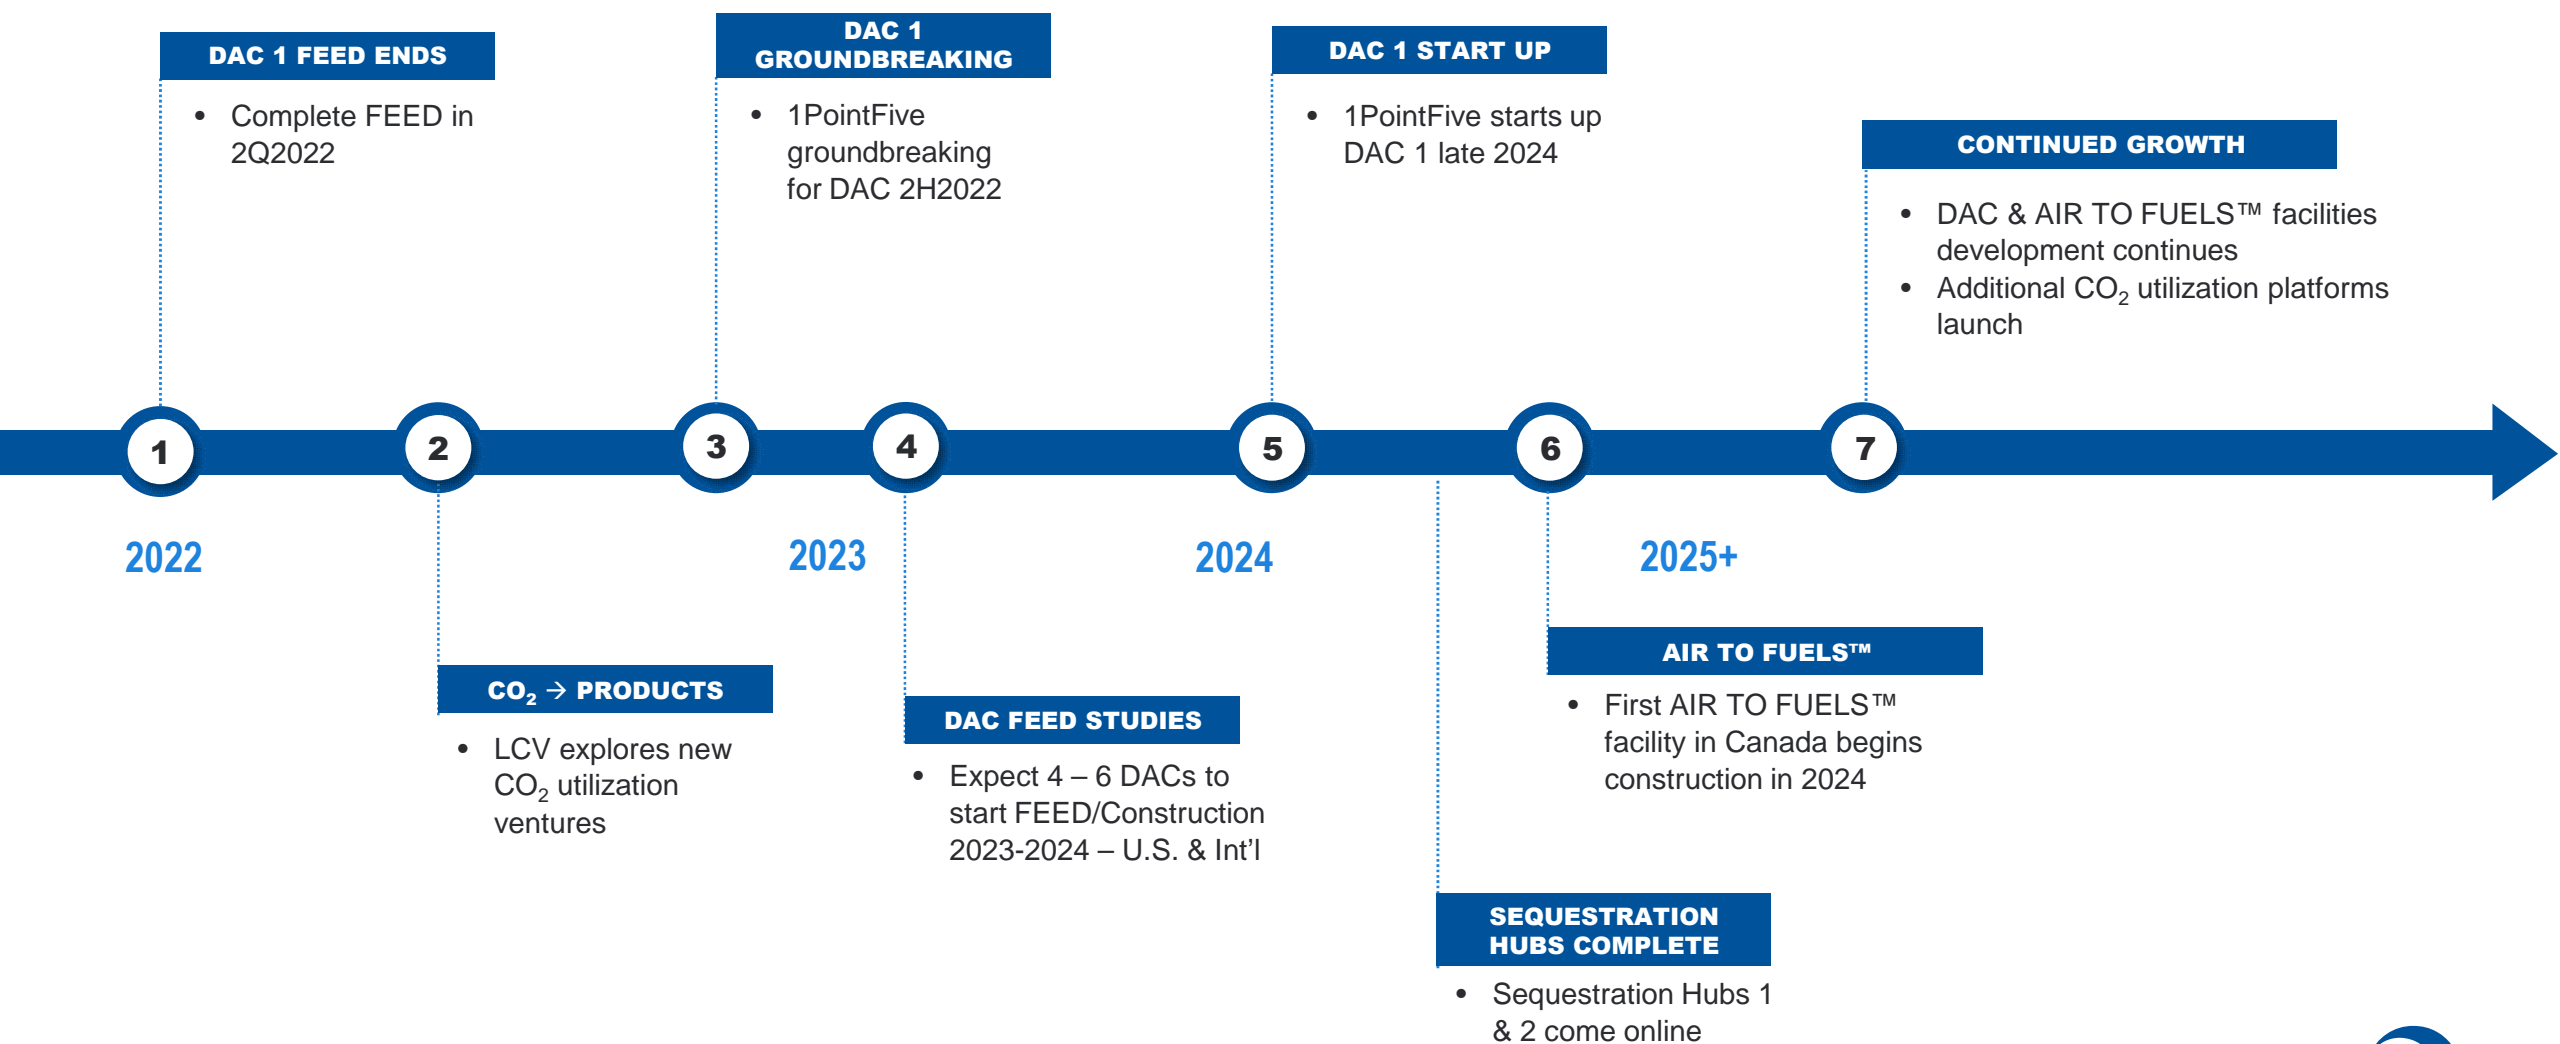 DAC 1 FEED ENDS
• Complete FEED in
2Q2022
DAC 1
GROUNDBREAKING
• 1PointFive
groundbreaking
for DAC 2H2022
DAC 1 START UP
• 1PointFive starts up
DAC 1 late 2024
CONTINUED GROWTH
• DAC & AIR TO FUELS™ facilities
development continues
• Additional CO₂ utilization platforms
launch
1
2
3
4
5
6
7
2022
2023
2024
2025+
CO₂ → PRODUCTS
• LCV explores new
CO₂ utilization
ventures
DAC FEED STUDIES
• Expect 4 – 6 DACs to
start FEED/Construction
2023-2024 – U.S. & Int’l
AIR TO FUELS™
• First AIR TO FUELS™
facility in Canada begins
construction in 2024
SEQUESTRATION
HUBS COMPLETE
• Sequestration Hubs 1
& 2 come online